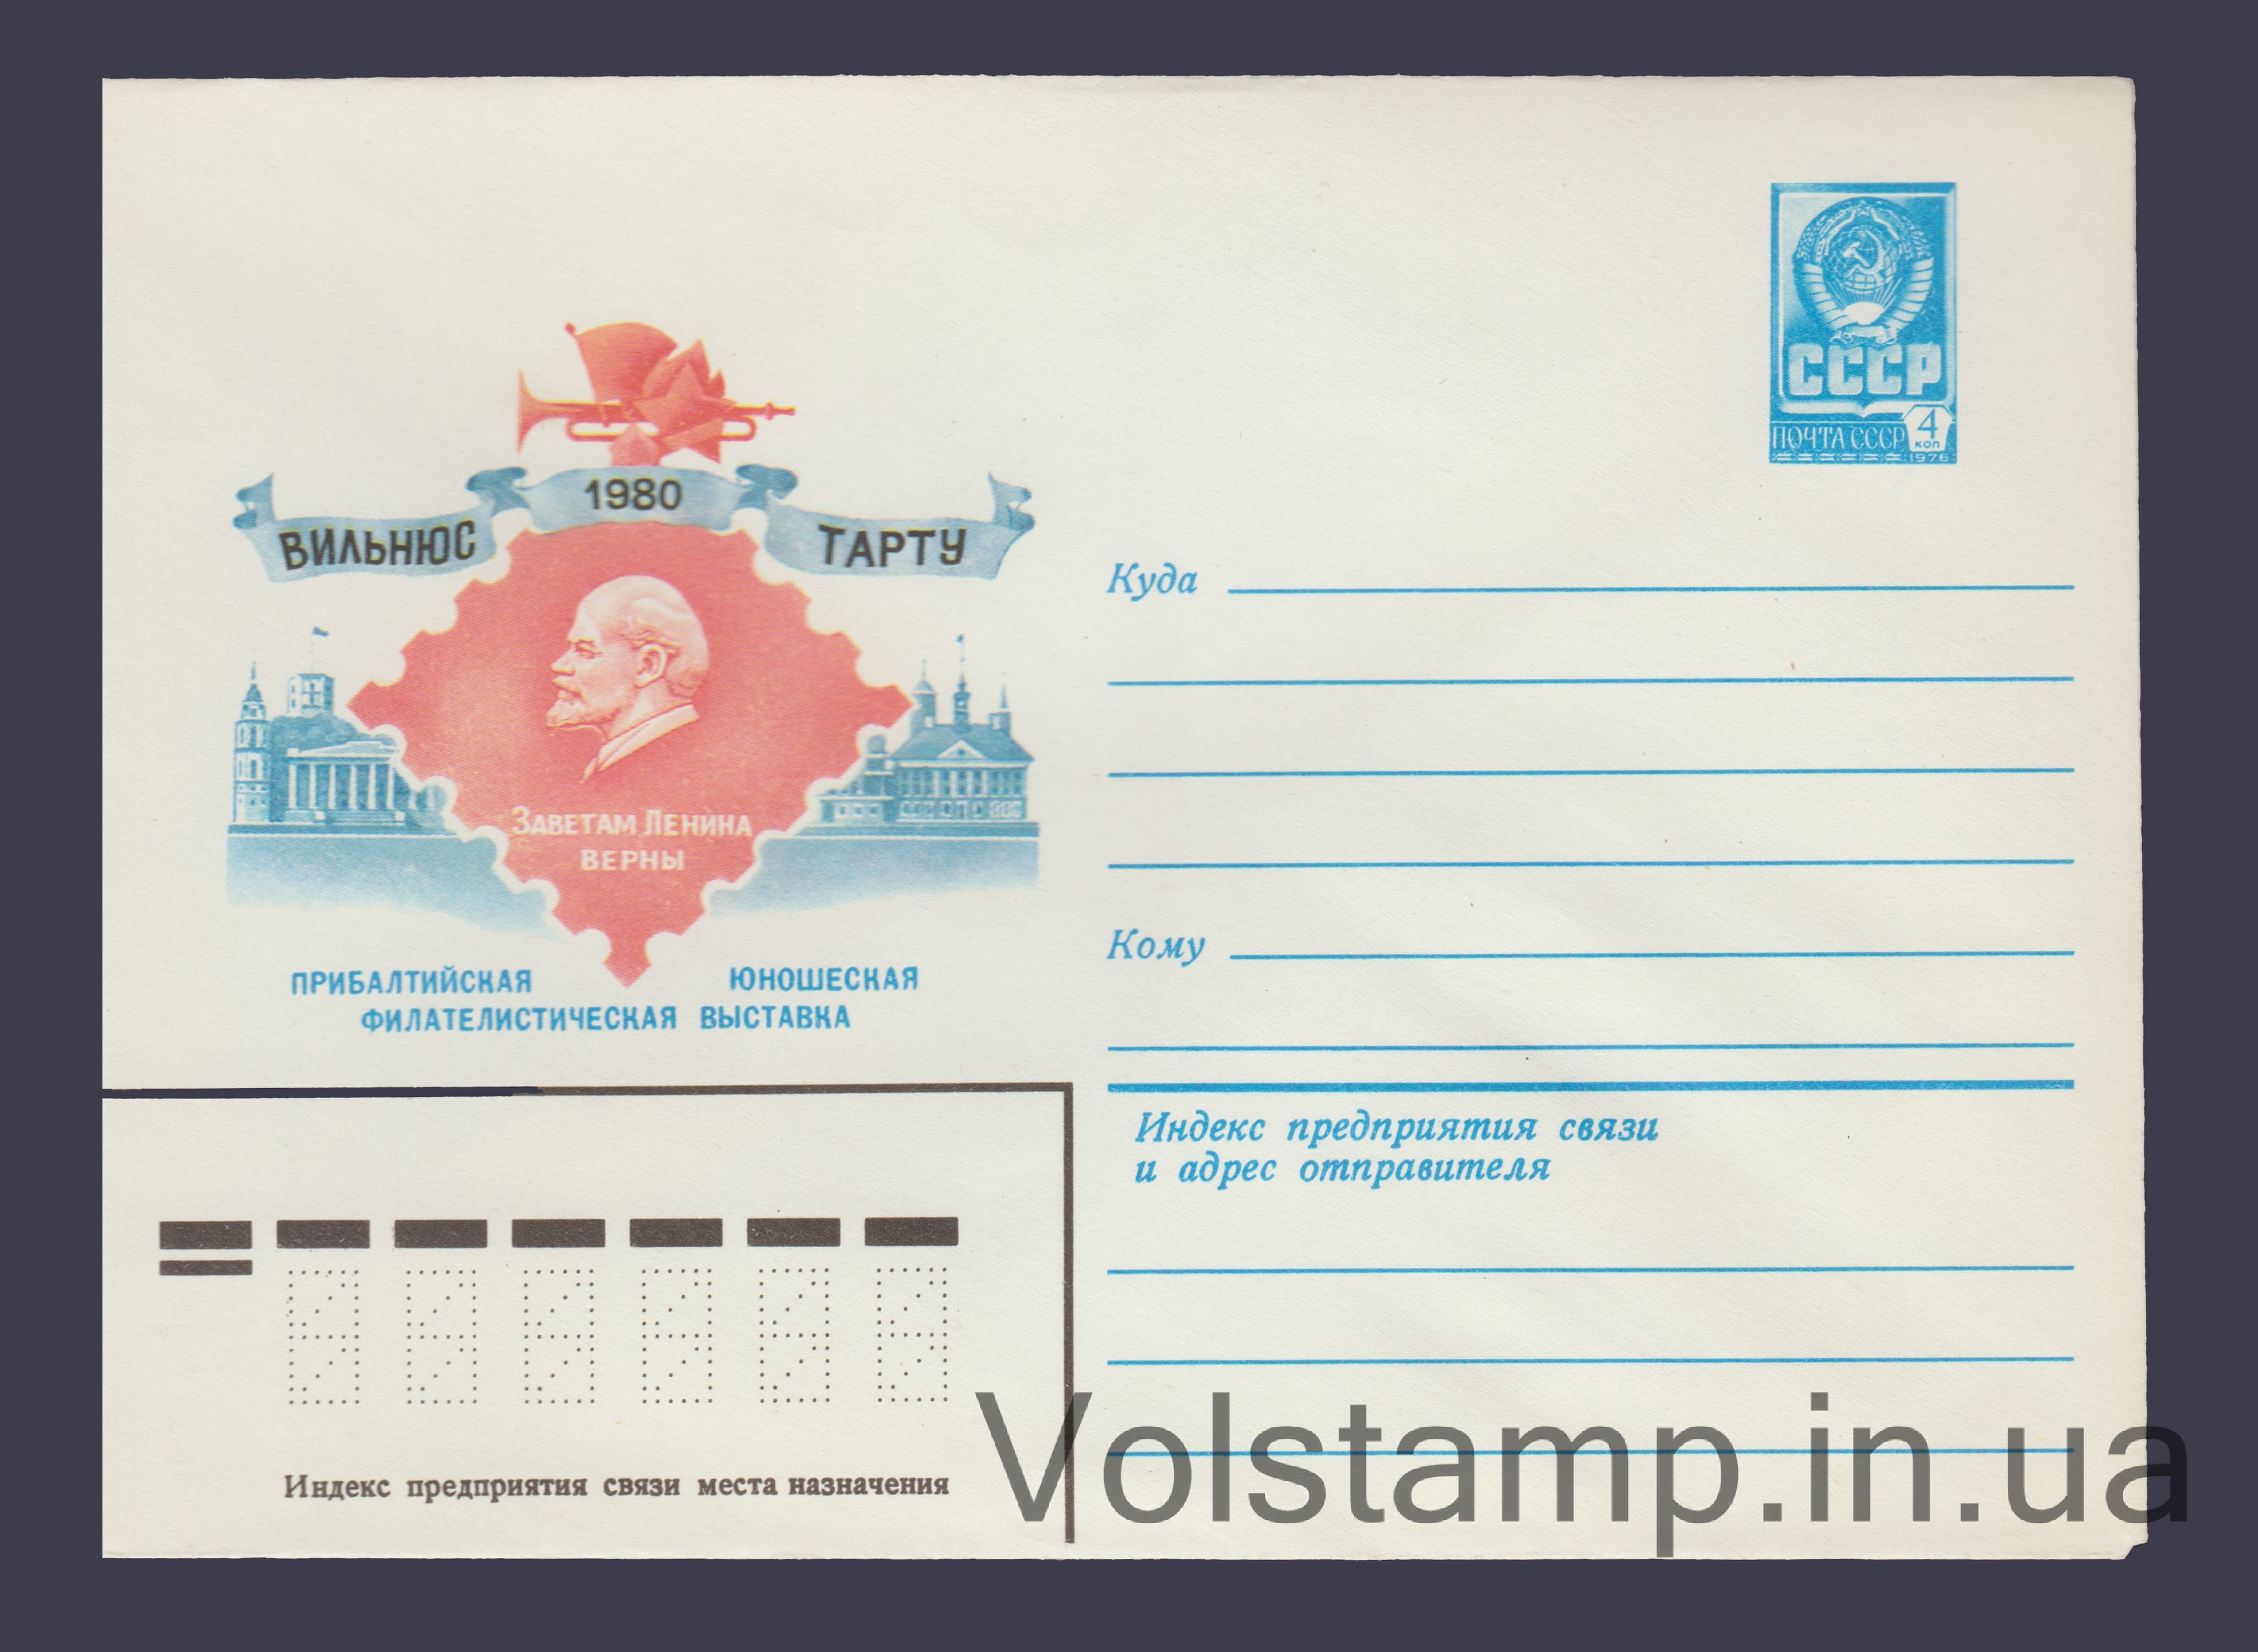 СССР
ПОЧТА СССР 4 коп
1976
1980
ВИЛЬНЮС ТАРТУ
ЗАВЕТАМ ЛЕНИНА
ВЕРНЫ
ПРИБАЛТИЙСКАЯ ЮНОШЕСКАЯ
ФИЛАТЕЛИСТИЧЕСКАЯ ВЫСТАВКА
Куда
Кому
Индекс предприятия связи
и адрес отправителя
Индекс предприятия связи места назначения
Volstamp.in.ua